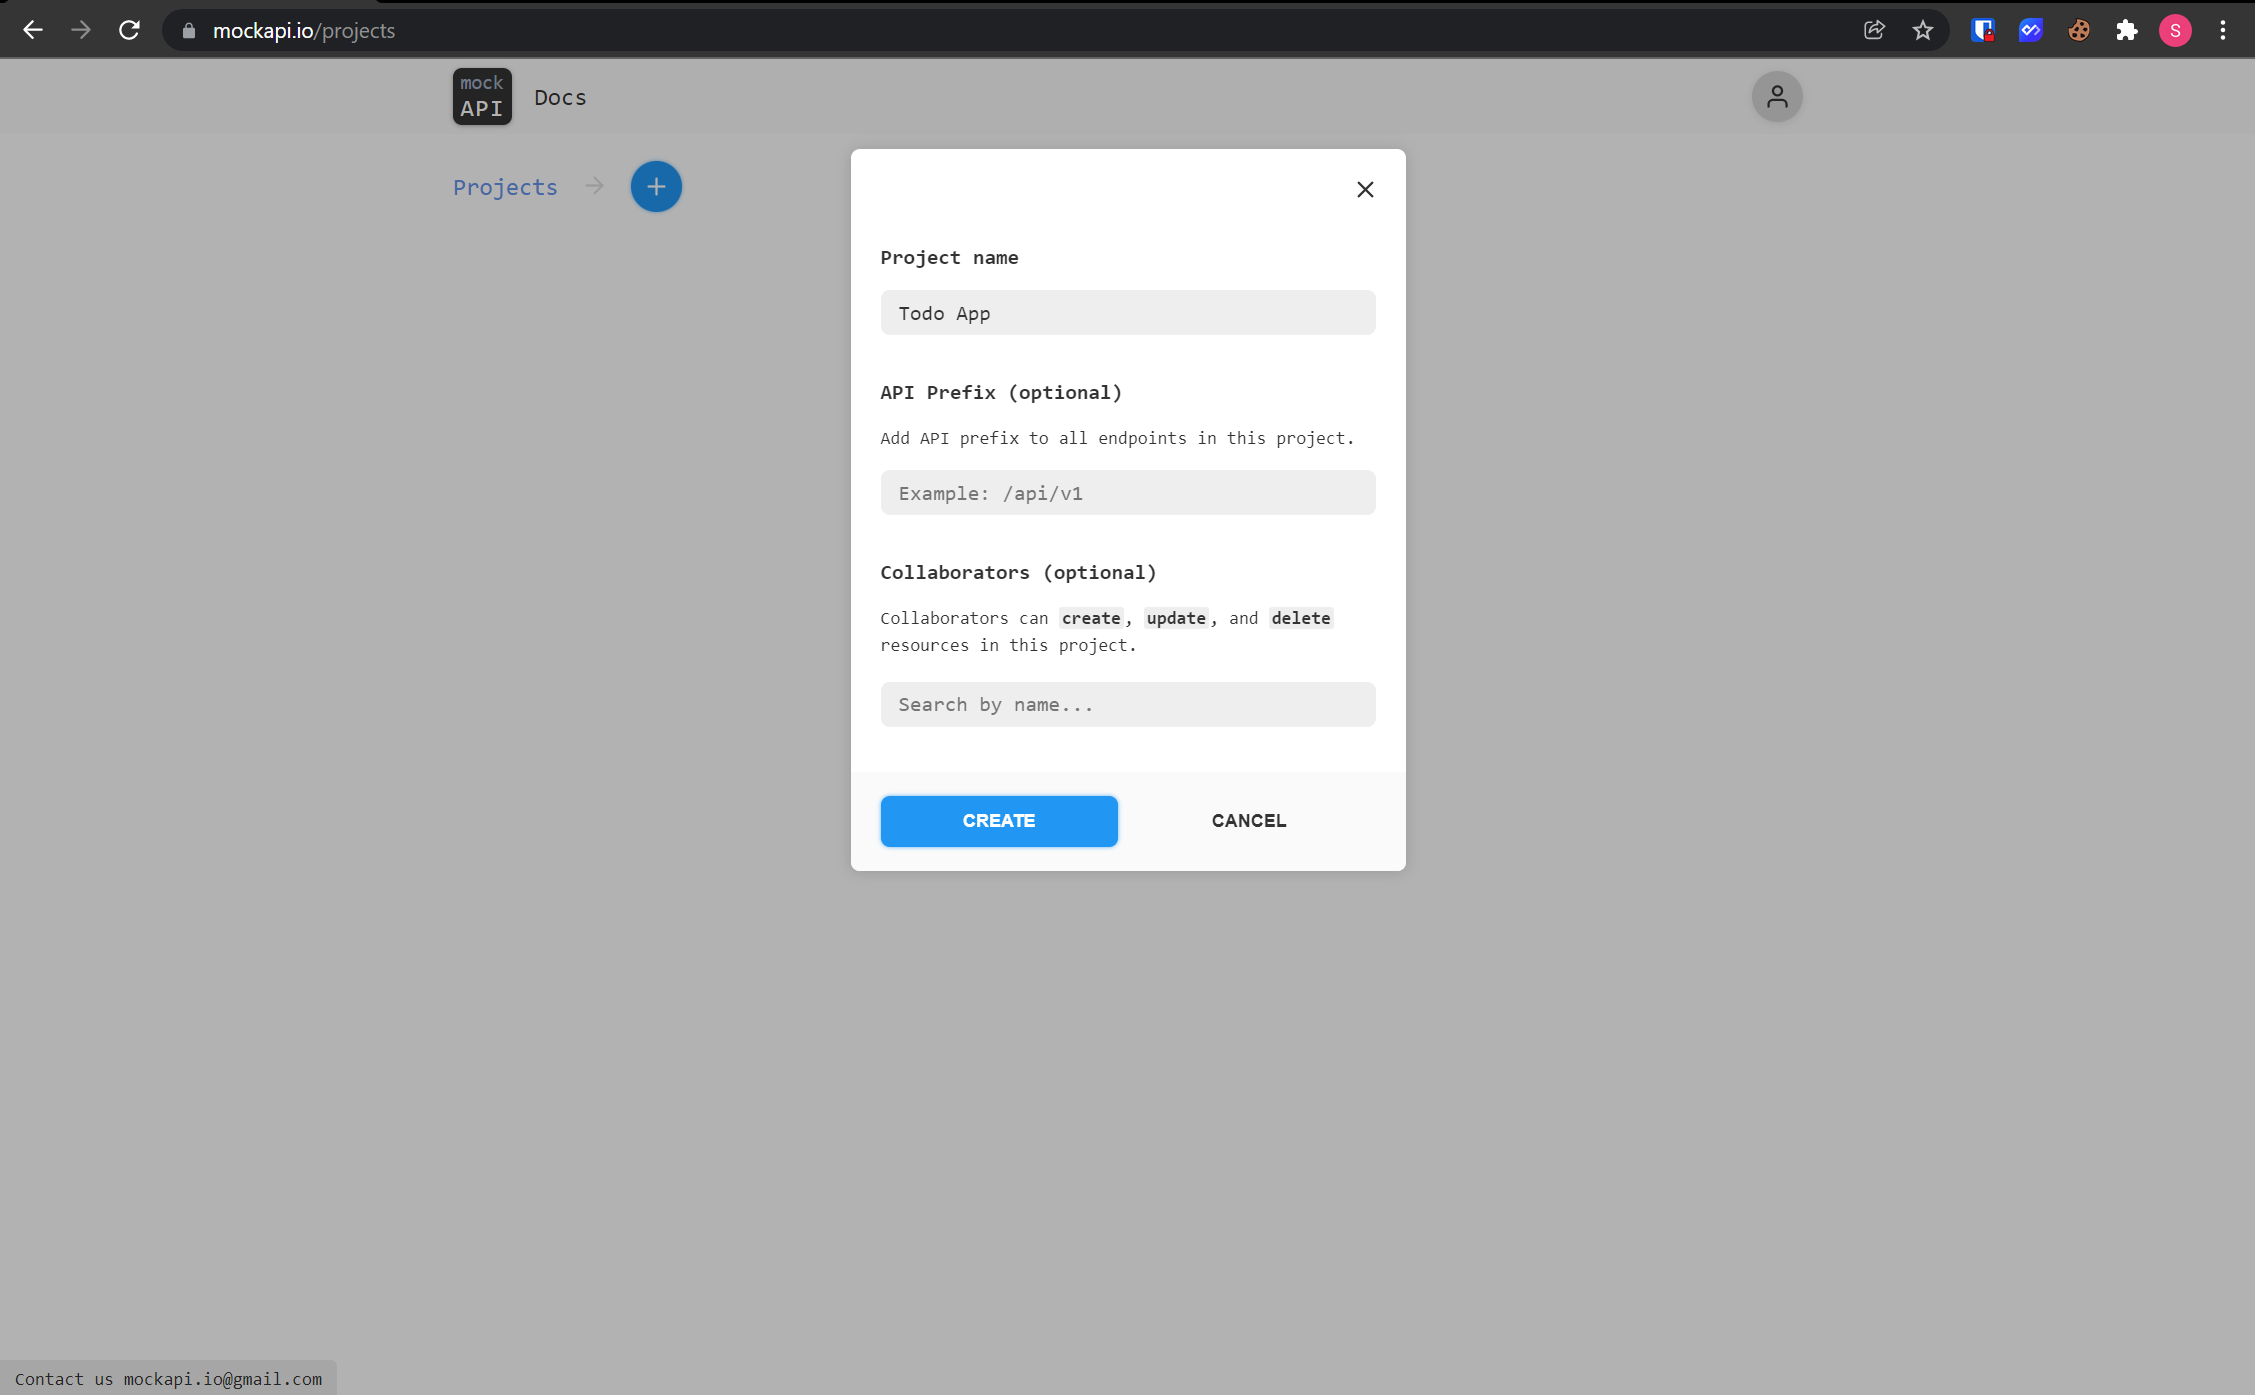 mockapi.io/projects
S
mock
API
Docs
Projects
Project name
Todo App
API Prefix (optional)
Add API prefix to all endpoints in this project.
Example: /api/v1
Collaborators (optional)
Collaborators can create, update, and delete
resources in this project.
Search by name...
CREATE
CANCEL
Contact us mockapi.io@gmail.com